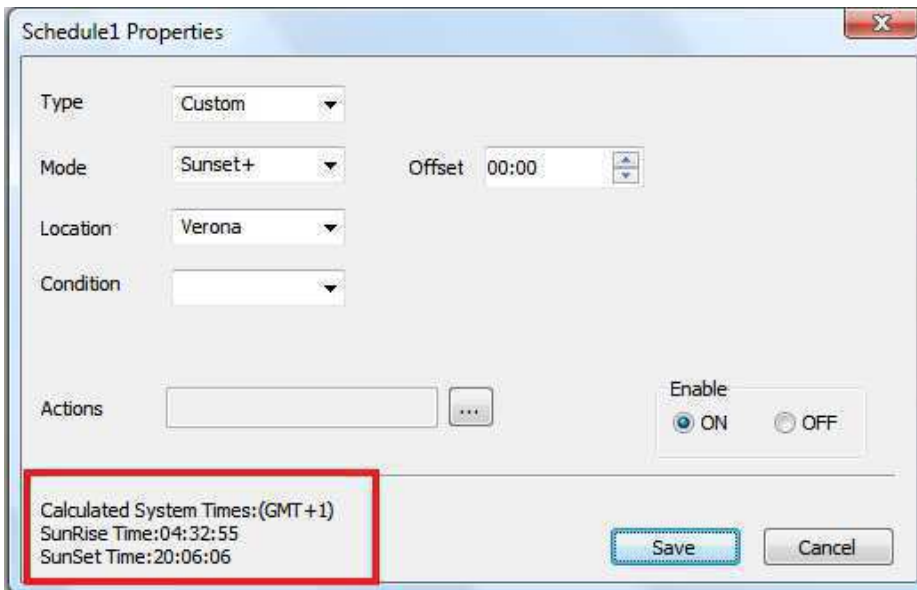 Schedule1 Properties
Type Custom
Mode Sunset+ Offset 00:00
Location Verona
Condition
Actions ...
Enable
ON OFF
Calculated System Times:(GMT+1)
SunRise Time:04:32:55
SunSet Time:20:06:06
Save Cancel